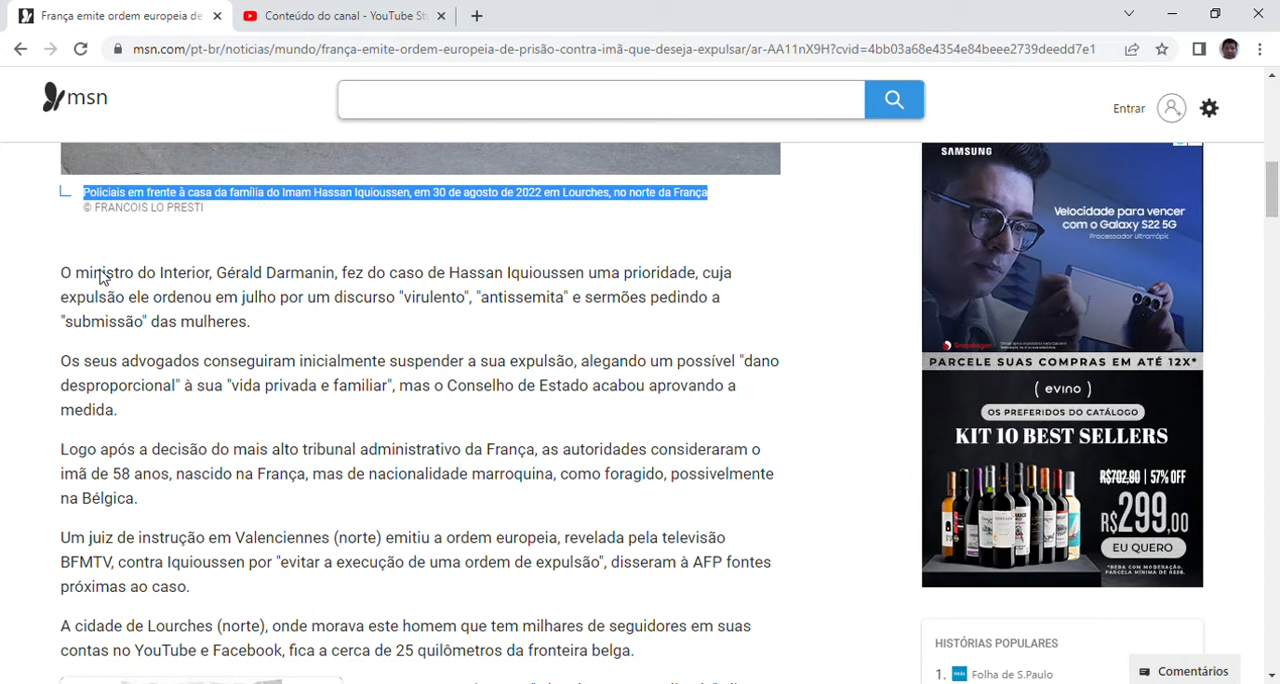 França emite ordem europeia de
Conteúdo do canal - YouTube St
msn.com/pt-br/noticias/mundo/frança-emite-ordem-europeia-de-prisão-contra-imã-que-deseja-expulsar/ar-AA11nX9H?cvid=4bb03a68e4354e84beee2739deedd7e1
msn
Entrar
Policiais em frente à casa da família do Imam Hassan Iquioussen, em 30 de agosto de 2022 em Lourches, no norte da França
© FRANCOIS LO PRESTI
O ministro do Interior, Gérald Darmanin, fez do caso de Hassan Iquioussen uma prioridade, cuja
expulsão ele ordenou em julho por um discurso "virulento", "antissemita" e sermões pedindo a
"submissão" das mulheres.
Os seus advogados conseguiram inicialmente suspender a sua expulsão, alegando um possível "dano
desproporcional" à sua "vida privada e familiar", mas o Conselho de Estado acabou aprovando a
medida.
Logo após a decisão do mais alto tribunal administrativo da França, as autoridades consideraram o
imã de 58 anos, nascido na França, mas de nacionalidade marroquina, como foragido, possivelmente
na Bélgica.
Um juiz de instrução em Valenciennes (norte) emitiu a ordem europeia, revelada pela televisão
BFMTV, contra Iquioussen por "evitar a execução de uma ordem de expulsão", disseram à AFP fontes
próximas ao caso.
A cidade de Lourches (norte), onde morava este homem que tem milhares de seguidores em suas
contas no YouTube e Facebook, fica a cerca de 25 quilômetros da fronteira belga.
SAMSUNG
Velocidade para vencer
com o Galaxy S22 5G
Processador Ultrarrápido
Snapdragon
PARCELE SUAS COMPRAS EM ATÉ 12X*
( evino )
OS PREFERIDOS DO CATÁLOGO
KIT 10 BEST SELLERS
R$702,00 | 57% OFF
R$299,00
EU QUERO
*BEBA COM MODERAÇÃO.
HISTÓRIAS POPULARES
1. Folha de S.Paulo
Comentários